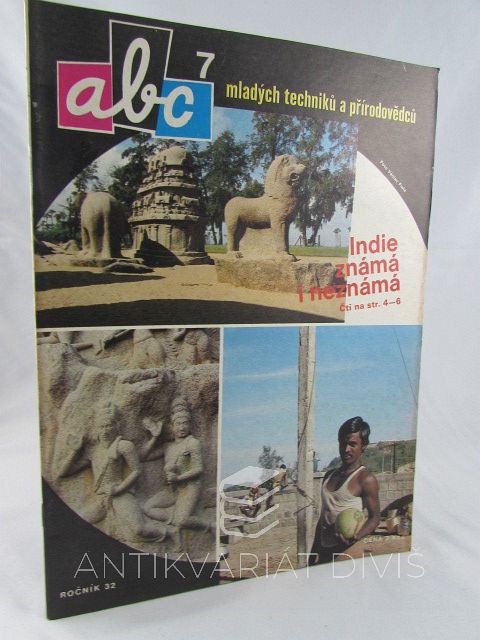 abc
7
mladých techniků a přírodovědců
Indie
známá
i neznámá
Čti na str. 4—6
ANTIKVARIÁT DIVIŠ
ROČNÍK 32